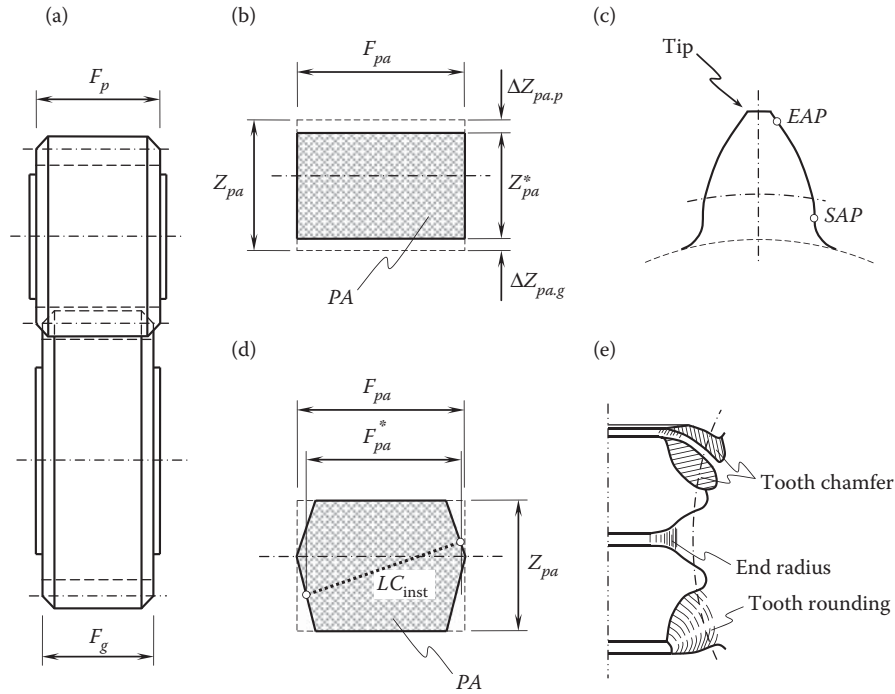 (a)
F_p
F_g
(b)
F_pa
ΔZ_pa.p
Z_pa
Z*_pa
PA
ΔZ_pa.g
(c)
Tip
EAP
SAP
(d)
F_pa
F*_pa
Z_pa
LC_inst
PA
(e)
Tooth chamfer
End radius
Tooth rounding